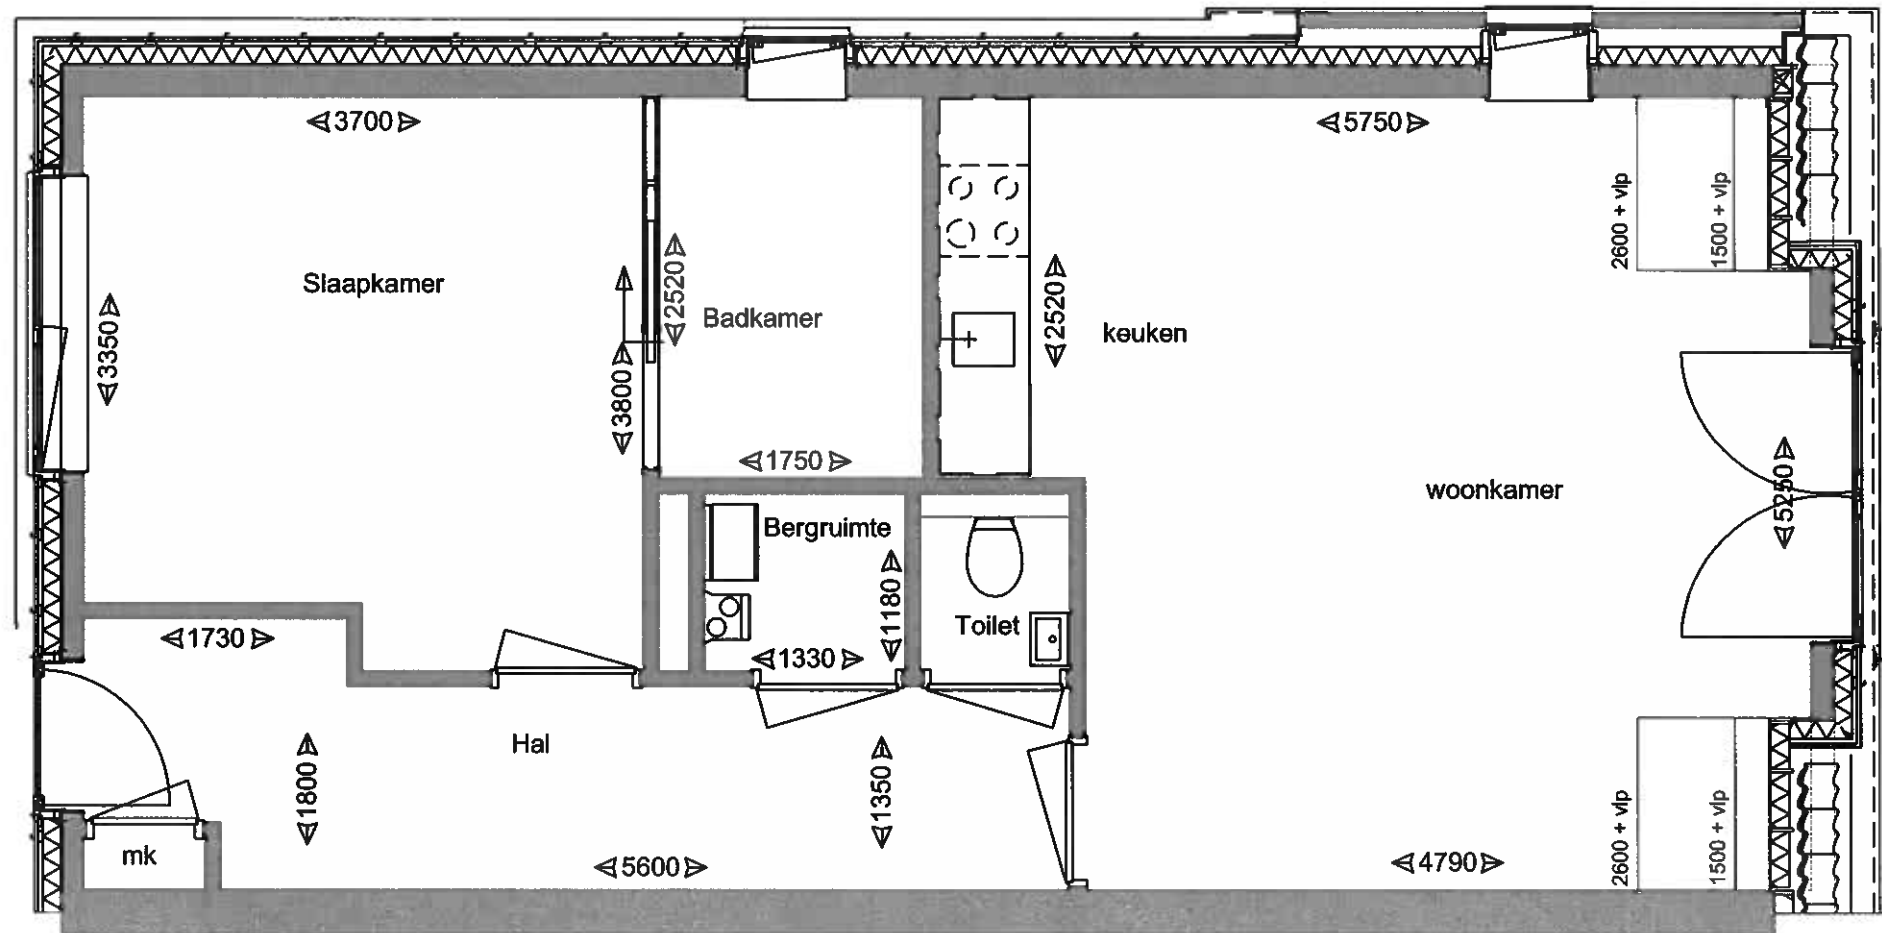 3700
5750
2600 + vlp
1500 + vlp
Slaapkamer
2520
Badkamer
2520
keuken
3350
3800
1750
woonkamer
5250
Bergruimte
1180
Toilet
1730
1330
Hal
1800
1350
mk
5600
4790
2600 + vlp
1500 + vlp